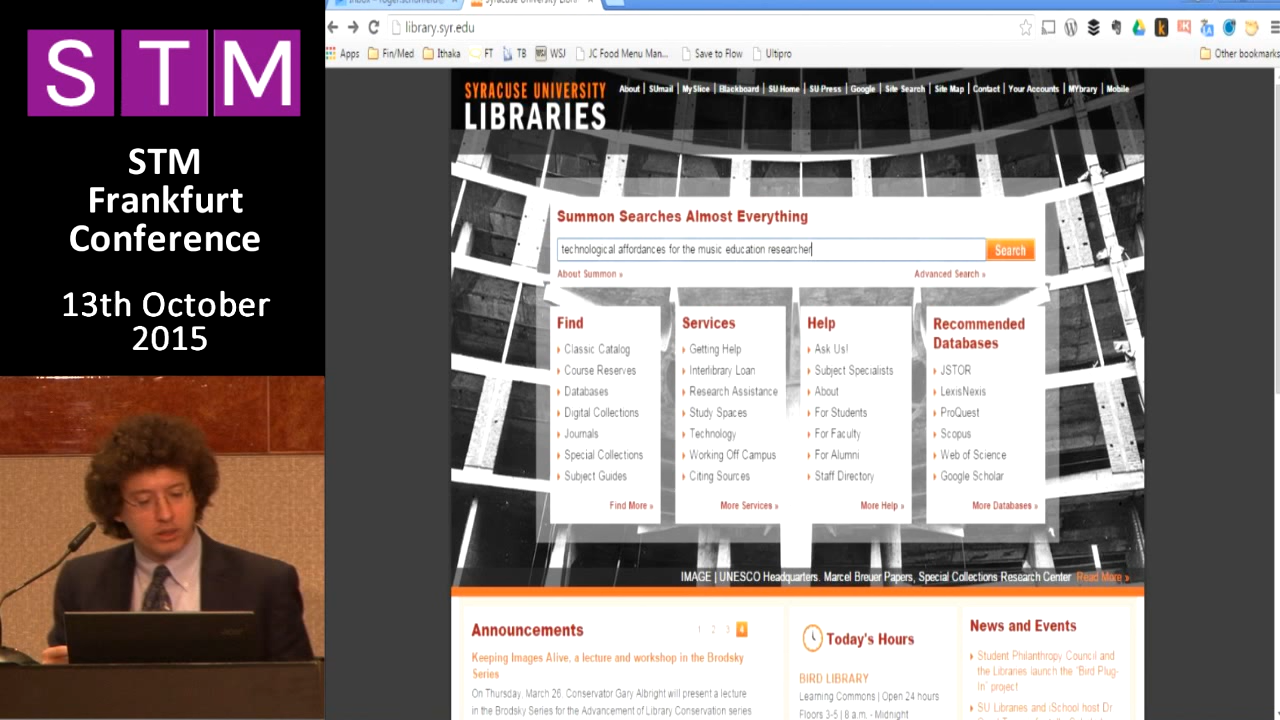 STM
STM
Frankfurt
Conference
13th October
2015
library.syr.edu
Apps
Fin/Med
Ithaka
FT
TB
WSJ
JC Food Menu Man...
Save to Flow
Ultipro
Other bookmarks
SYRACUSE UNIVERSITY
LIBRARIES
About | SUmail | MySlice | Blackboard | SU Home | SU Press | Google | Site Search | Site Map | Contact | Your Accounts | MYbrary | Mobile
Summon Searches Almost Everything
technological affordances for the music education researcher
Search
About Summon »
Advanced Search »
Find
Classic Catalog
Course Reserves
Databases
Digital Collections
Journals
Special Collections
Subject Guides
Find More »
Services
Getting Help
Interlibrary Loan
Research Assistance
Study Spaces
Technology
Working Off Campus
Citing Sources
More Services »
Help
Ask Us!
Subject Specialists
About
For Students
For Faculty
For Alumni
Staff Directory
More Help »
Recommended
Databases
JSTOR
LexisNexis
ProQuest
Scopus
Web of Science
Google Scholar
More Databases »
IMAGE | UNESCO Headquarters. Marcel Breuer Papers, Special Collections Research Center Read More »
Announcements
1 2 3 4
Keeping Images Alive, a lecture and workshop in the Brodsky
Series
On Thursday, March 26, Conservator Gary Albright will present a lecture
in the Brodsky Series for the Advancement of Library Conservation series
Today's Hours
BIRD LIBRARY
Learning Commons | Open 24 hours
Floors 3-5 | 8 a.m. - Midnight
News and Events
Student Philanthropy Council and
the Libraries launch the "Bird Plug-
In" project
SU Libraries and iSchool host Dr